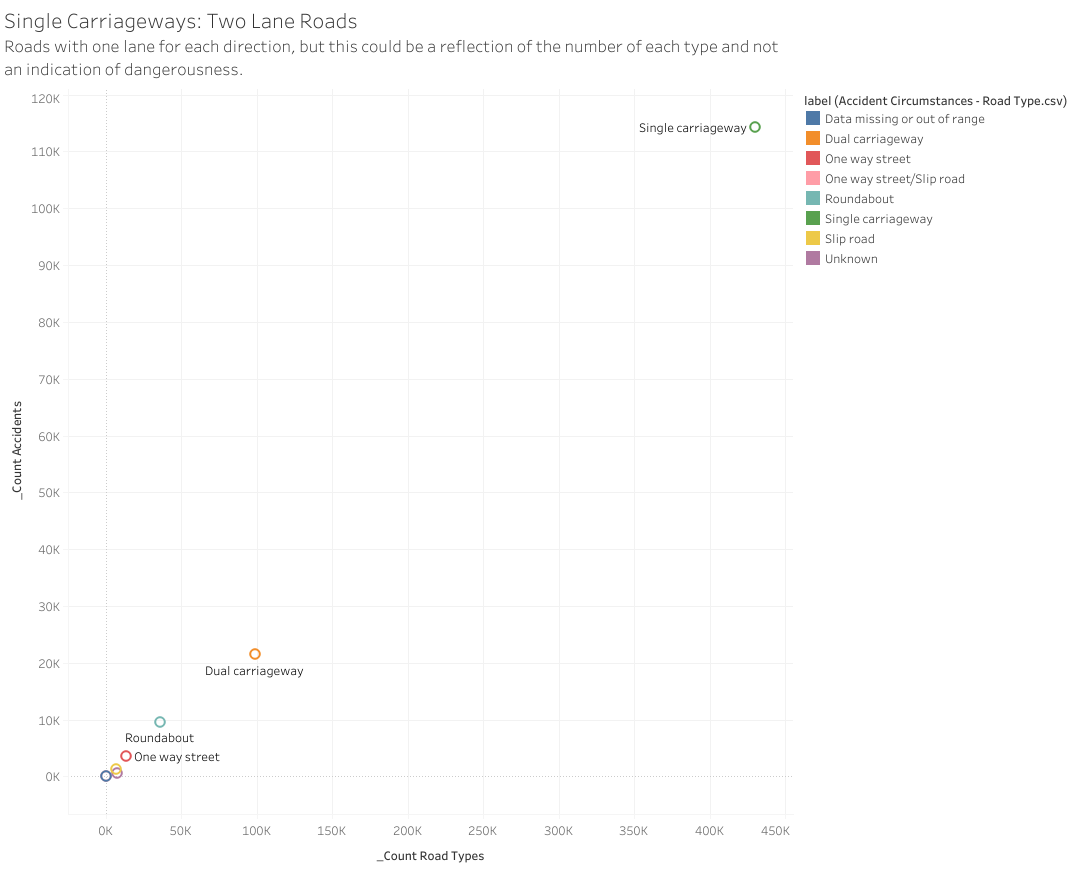 Single Carriageways: Two Lane Roads
Roads with one lane for each direction, but this could be a reflection of the number of each type and not
an indication of dangerousness.
label (Accident Circumstances - Road Type.csv)
Data missing or out of range
Dual carriageway
One way street
One way street/Slip road
Roundabout
Single carriageway
Slip road
Unknown
_Count Accidents
120K
110K
100K
90K
80K
70K
60K
50K
40K
30K
20K
10K
0K
Single carriageway
Dual carriageway
Roundabout
One way street
0K
50K
100K
150K
200K
250K
300K
350K
400K
450K
_Count Road Types